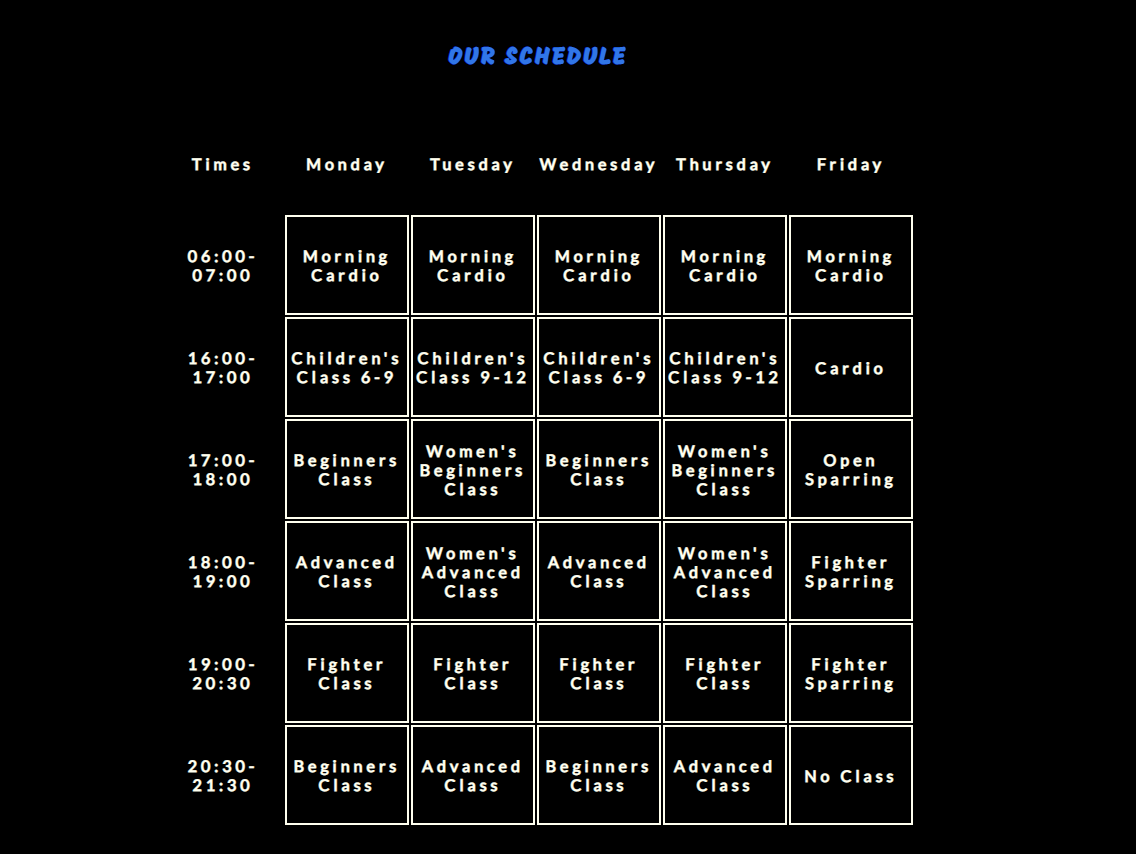 OUR SCHEDULE
Times Monday Tuesday Wednesday Thursday Friday
06:00-
07:00
Morning
Cardio
Morning
Cardio
Morning
Cardio
Morning
Cardio
Morning
Cardio
16:00-
17:00
Children's
Class 6-9
Children's
Class 9-12
Children's
Class 6-9
Children's
Class 9-12
Cardio
17:00-
18:00
Beginners
Class
Women's
Beginners
Class
Beginners
Class
Women's
Beginners
Class
Open
Sparring
18:00-
19:00
Advanced
Class
Women's
Advanced
Class
Advanced
Class
Women's
Advanced
Class
Fighter
Sparring
19:00-
20:30
Fighter
Class
Fighter
Class
Fighter
Class
Fighter
Class
Fighter
Sparring
20:30-
21:30
Beginners
Class
Advanced
Class
Beginners
Class
Advanced
Class
No Class